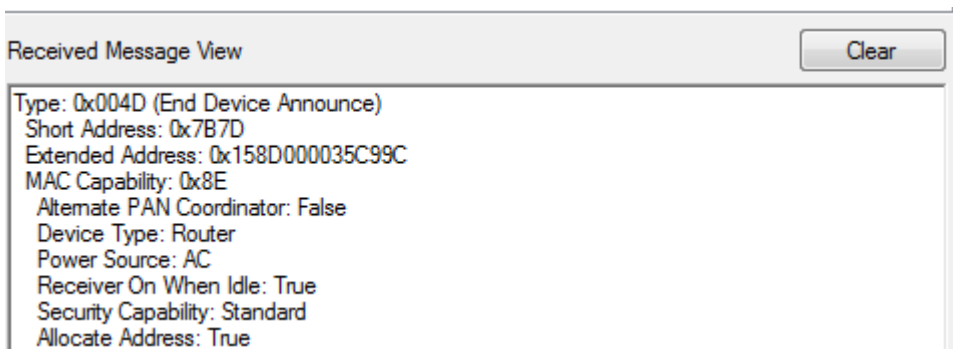 Received Message View
Clear
Type: 0x004D (End Device Announce)
Short Address: 0x7B7D
Extended Address: 0x158D000035C99C
MAC Capability: 0x8E
Alternate PAN Coordinator: False
Device Type: Router
Power Source: AC
Receiver On When Idle: True
Security Capability: Standard
Allocate Address: True